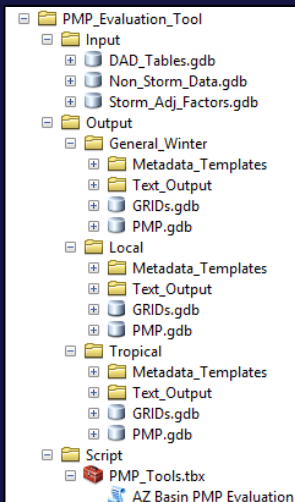 PMP_Evaluation_Tool
Input
DAD_Tables.gdb
Non_Storm_Data.gdb
Storm_Adj_Factors.gdb
Output
General_Winter
Metadata_Templates
Text_Output
GRIDs.gdb
PMP.gdb
Local
Metadata_Templates
Text_Output
GRIDs.gdb
PMP.gdb
Tropical
Metadata_Templates
Text_Output
GRIDs.gdb
PMP.gdb
Script
PMP_Tools.tbx
AZ Basin PMP Evaluation